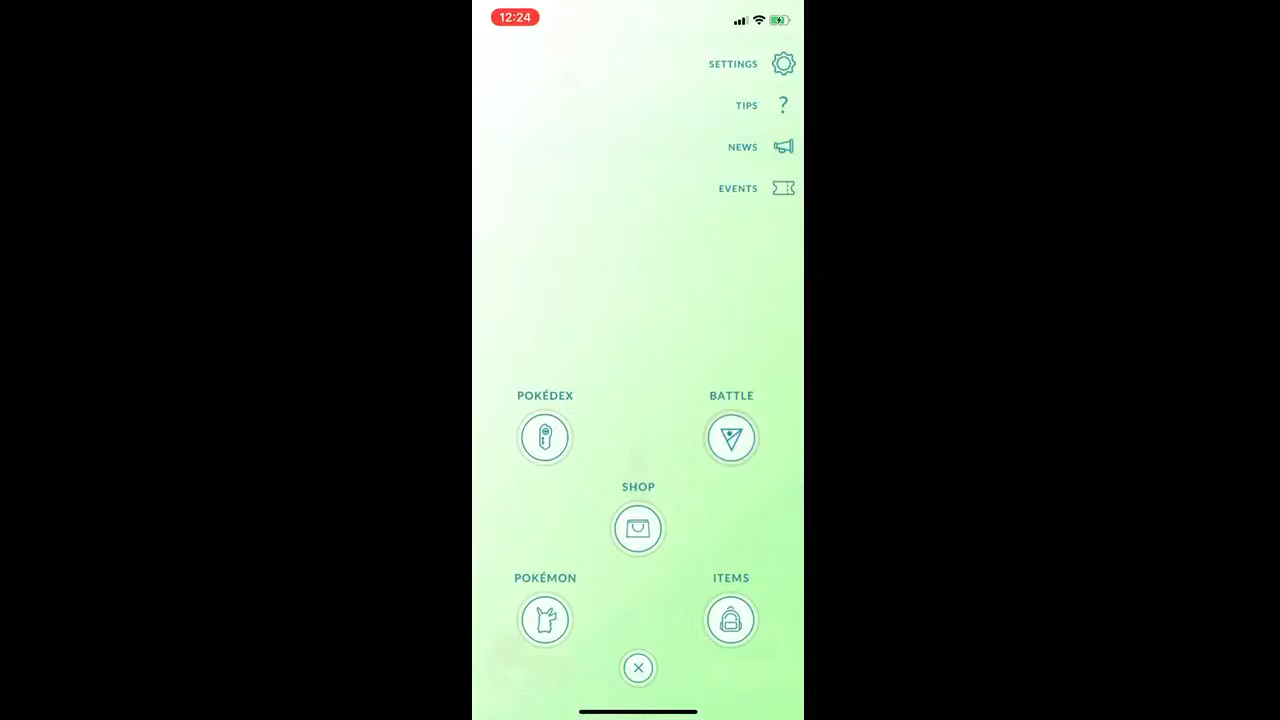 12:24
SETTINGS
TIPS
?
NEWS
EVENTS
POKÉDEX
BATTLE
SHOP
POKÉMON
ITEMS